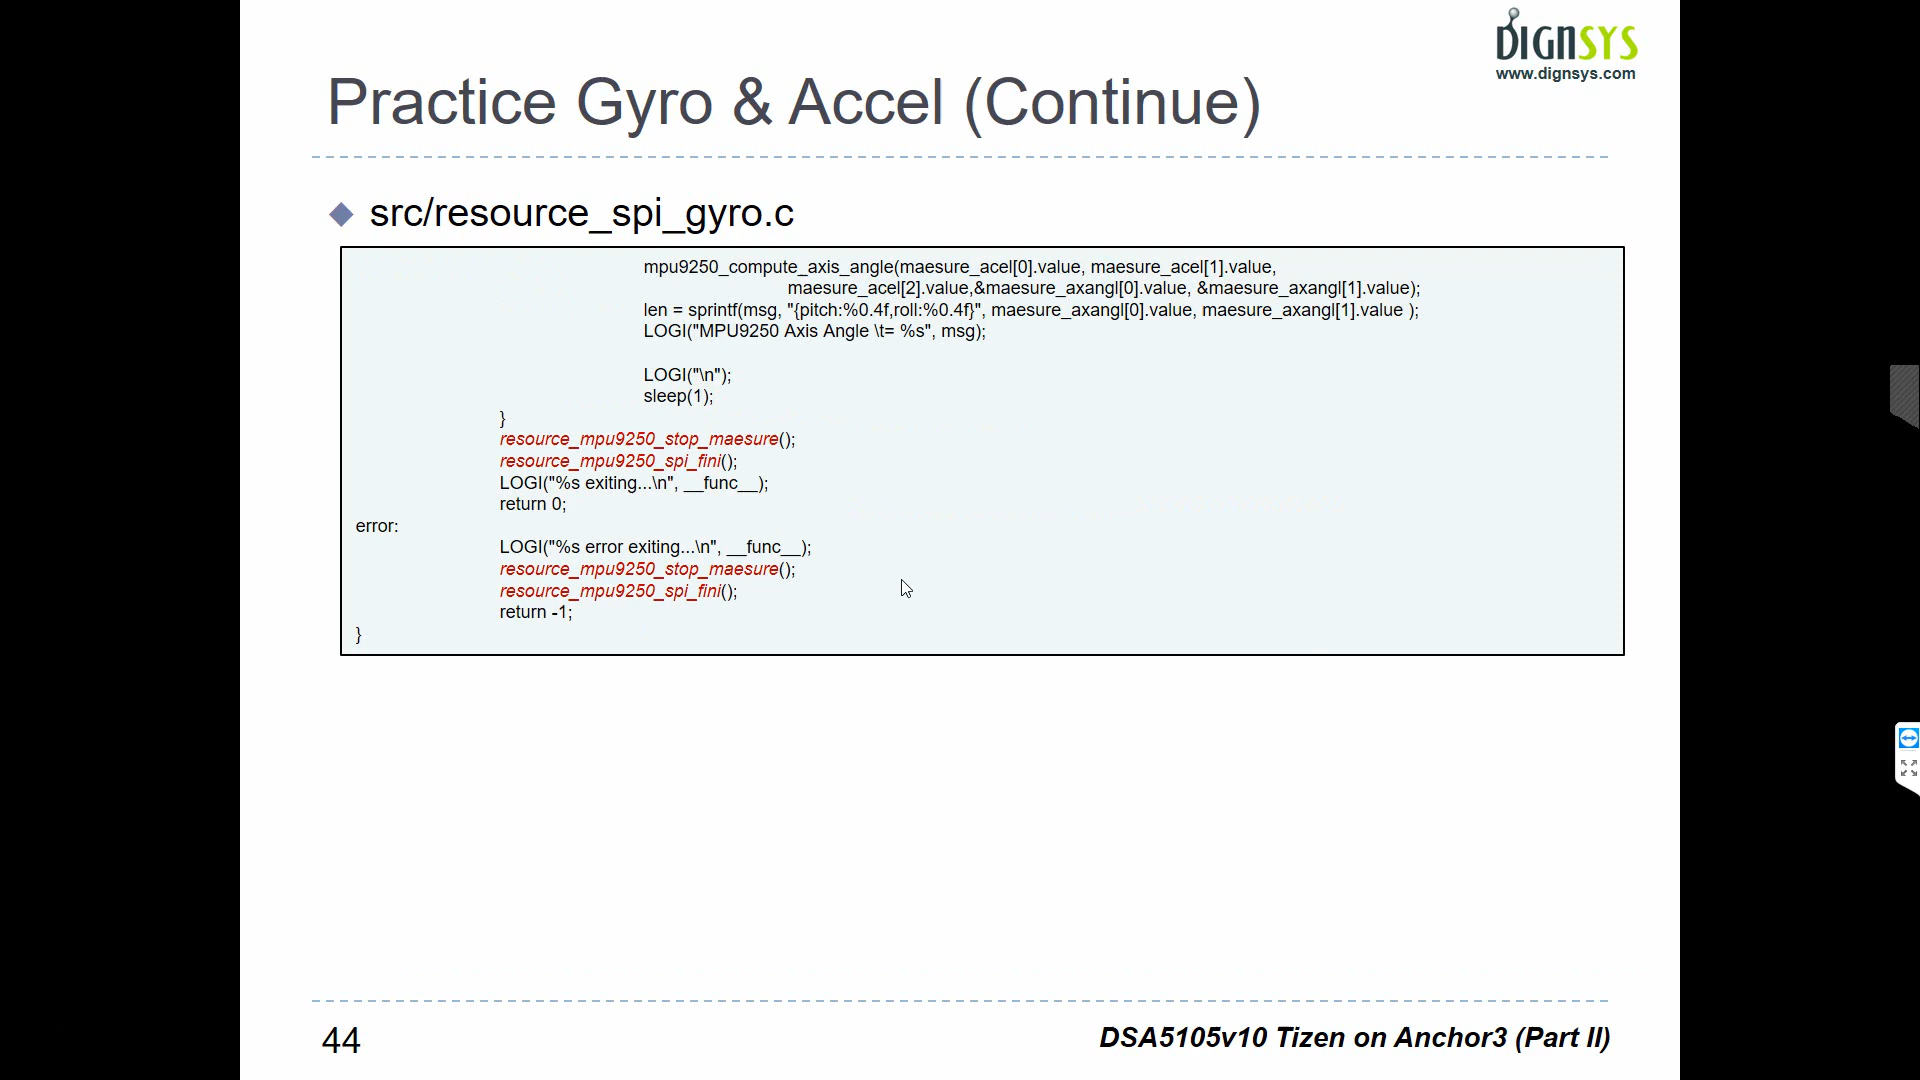 DIGNSYS
www.dignsys.com
Practice Gyro & Accel (Continue)
src/resource_spi_gyro.c
mpu9250_compute_axis_angle(maesure_acel[0].value, maesure_acel[1].value,
maesure_acel[2].value,&maesure_axangl[0].value, &maesure_axangl[1].value);
len = sprintf(msg, "{pitch:%0.4f,roll:%0.4f}", maesure_axangl[0].value, maesure_axangl[1].value );
LOGI("MPU9250 Axis Angle \t= %s", msg);
LOGI("\n");
sleep(1);
}
resource_mpu9250_stop_maesure();
resource_mpu9250_spi_fini();
LOGI("%s exiting...\n", __func__);
return 0;
error:
LOGI("%s error exiting...\n", __func__);
resource_mpu9250_stop_maesure();
resource_mpu9250_spi_fini();
return -1;
}
44
DSA5105v10 Tizen on Anchor3 (Part II)